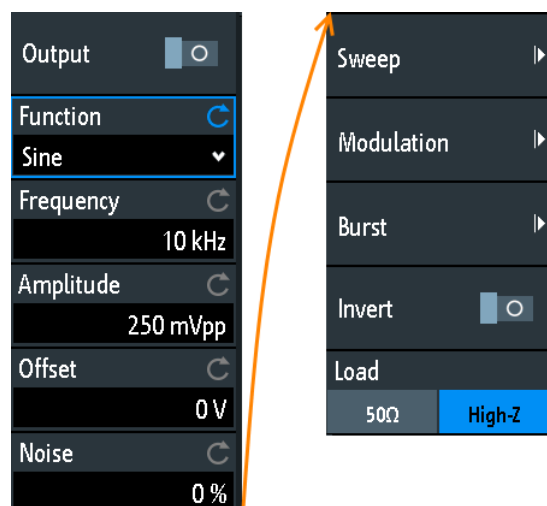 Output
Function
Sine
Frequency
10 kHz
Amplitude
250 mVpp
Offset
0 V
Noise
0 %
Sweep
Modulation
Burst
Invert
Load
50Ω High-Z